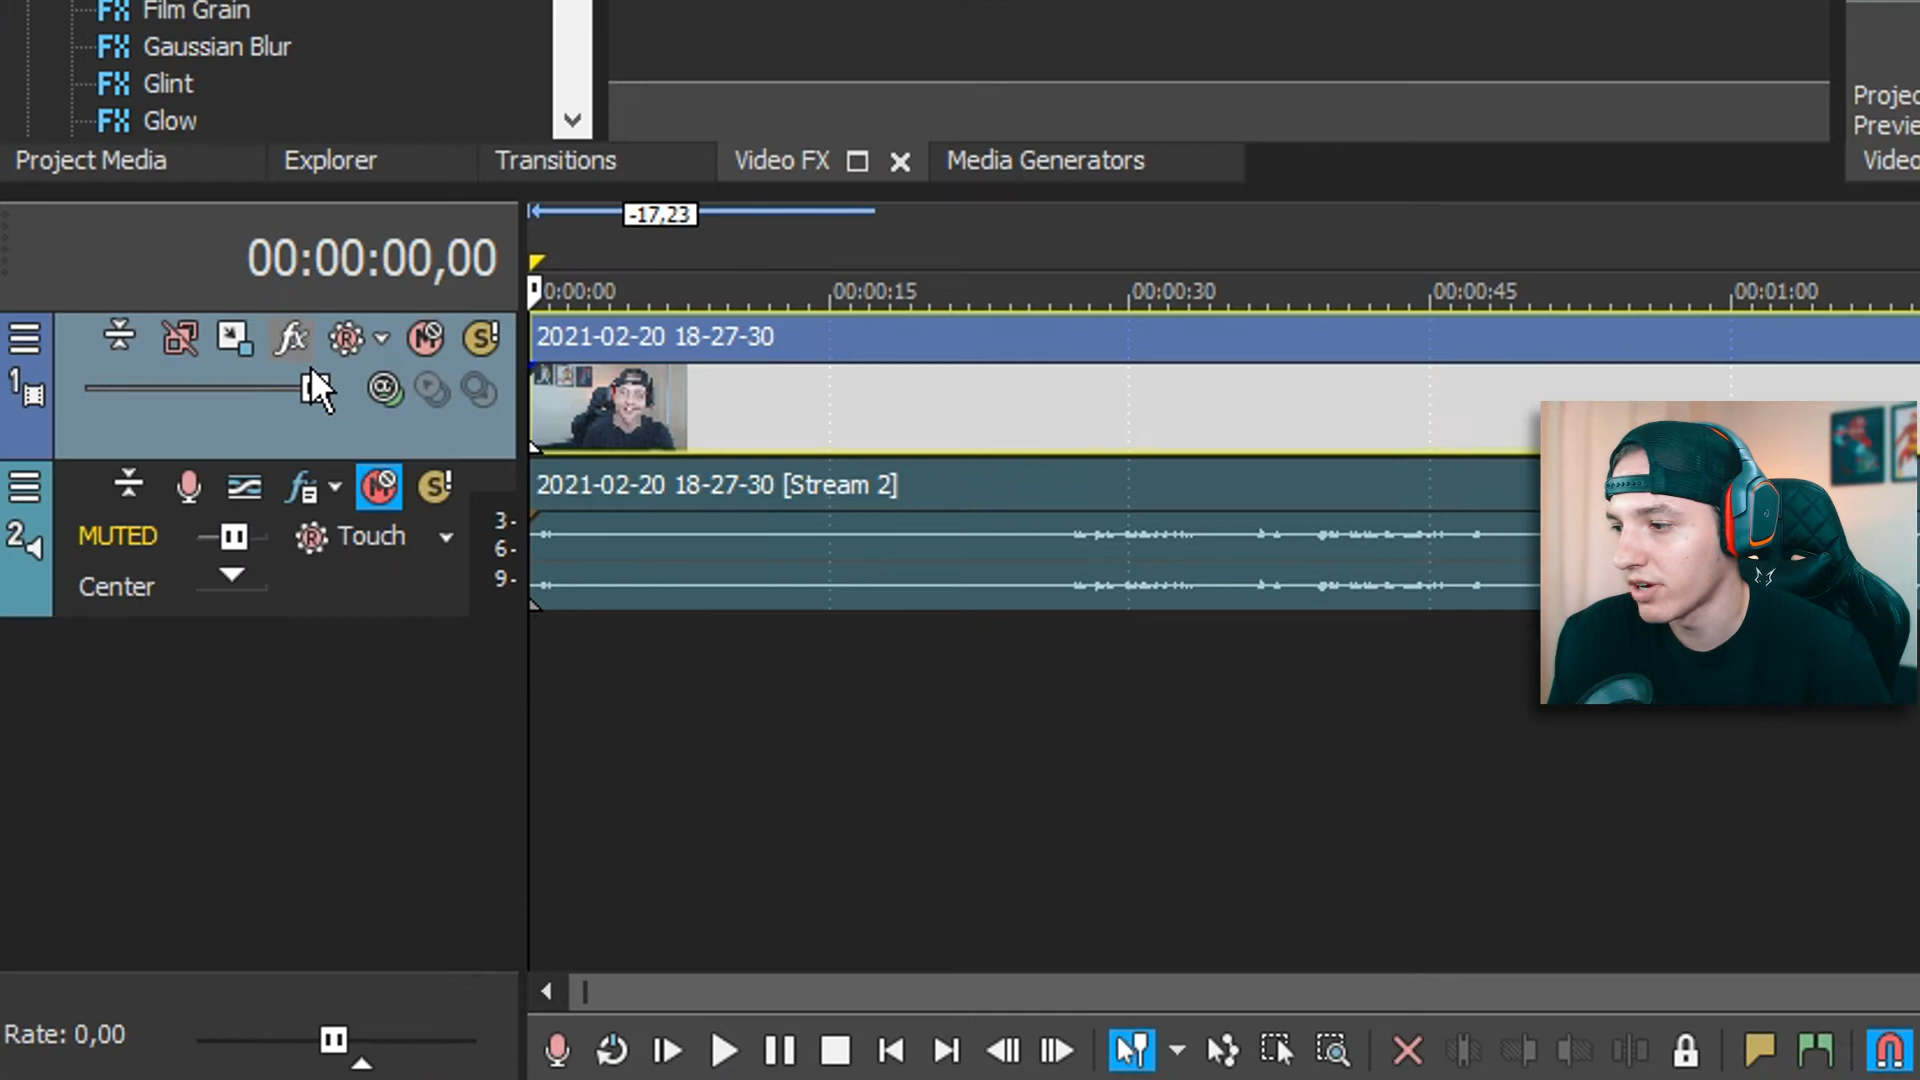 FX Film Grain
FX Gaussian Blur
FX Glint
FX Glow
Project Media Explorer Transitions Video FX Media Generators
Projec
Previe
Video
-17,23
00:00:00,00
0:00:00 00:00:15 00:00:30 00:00:45 00:01:00
1
fx R M S!
2021-02-20 18-27-30
2
M S!
2021-02-20 18-27-30 [Stream 2]
MUTED
R Touch
Center
3-
6-
9-
Rate: 0,00